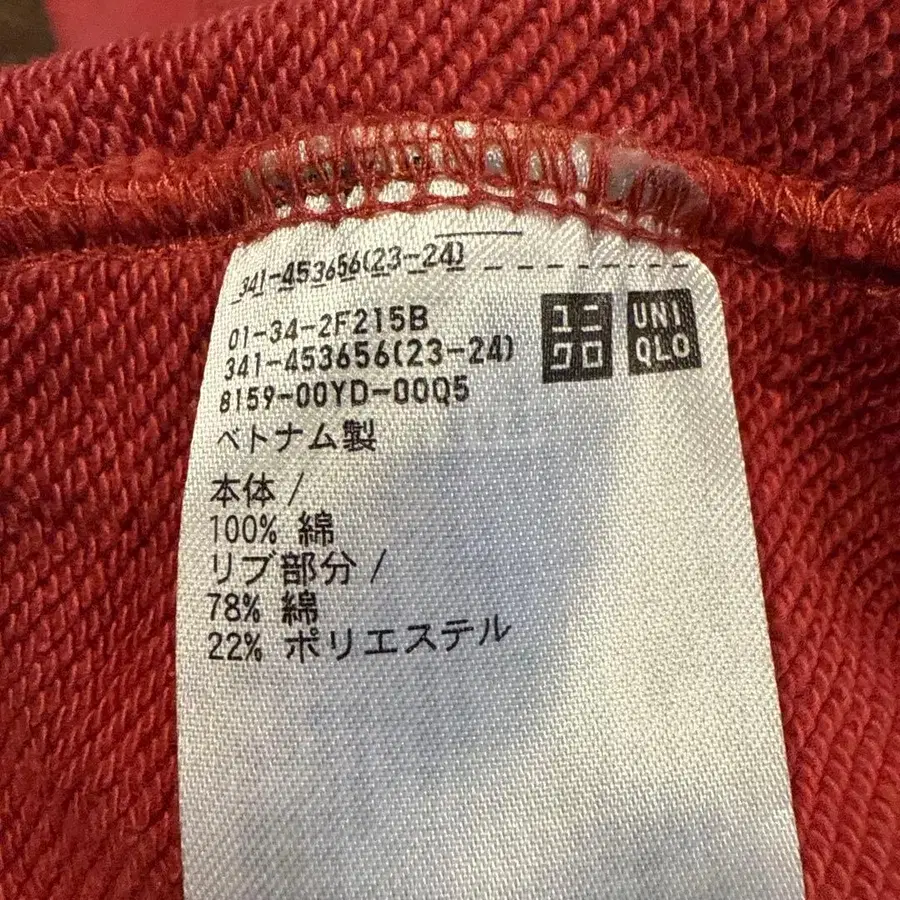 341-453656(23-24)
01-34-2F215B
341-453656(23-24)
8159-00YD-00Q5
ユニ
クロ
UNI
QLO
ベトナム製
本体 /
100% 綿
リブ部分 /
78% 綿
22% ポリエステル